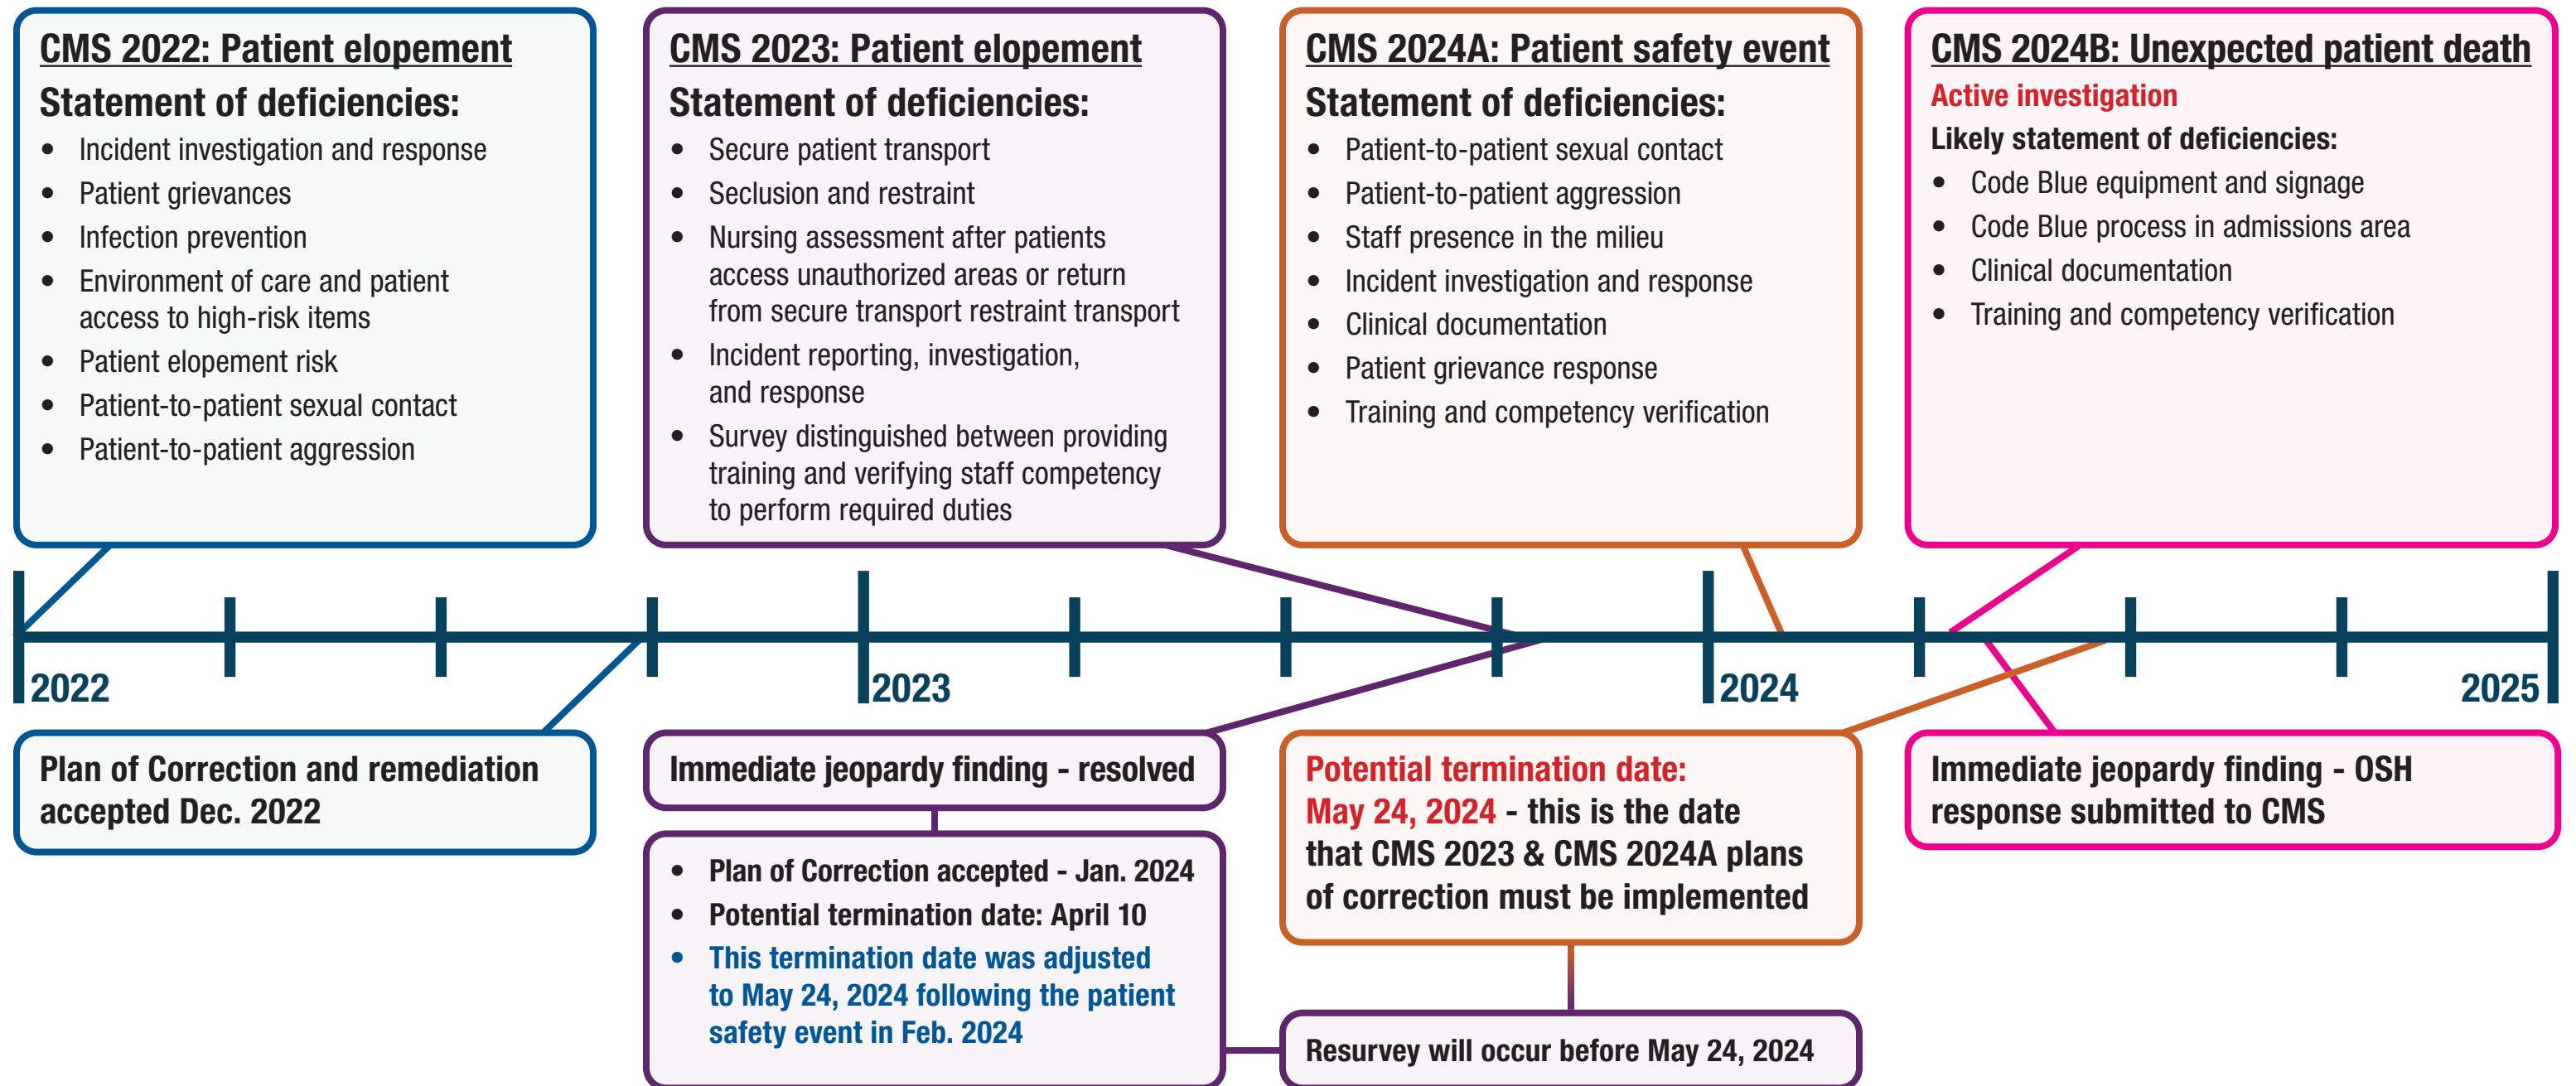 CMS 2022: Patient elopement
Statement of deficiencies:
• Incident investigation and response
• Patient grievances
• Infection prevention
• Environment of care and patient
access to high-risk items
• Patient elopement risk
• Patient-to-patient sexual contact
• Patient-to-patient aggression
CMS 2023: Patient elopement
Statement of deficiencies:
• Secure patient transport
• Seclusion and restraint
• Nursing assessment after patients
access unauthorized areas or return
from secure transport restraint transport
• Incident reporting, investigation,
and response
• Survey distinguished between providing
training and verifying staff competency
to perform required duties
CMS 2024A: Patient safety event
Statement of deficiencies:
• Patient-to-patient sexual contact
• Patient-to-patient aggression
• Staff presence in the milieu
• Incident investigation and response
• Clinical documentation
• Patient grievance response
• Training and competency verification
CMS 2024B: Unexpected patient death
Active investigation
Likely statement of deficiencies:
• Code Blue equipment and signage
• Code Blue process in admissions area
• Clinical documentation
• Training and competency verification
2022
2023
2024
2025
Plan of Correction and remediation
accepted Dec. 2022
Immediate jeopardy finding - resolved
• Plan of Correction accepted - Jan. 2024
• Potential termination date: April 10
• This termination date was adjusted
to May 24, 2024 following the patient
safety event in Feb. 2024
Potential termination date:
May 24, 2024 - this is the date
that CMS 2023 & CMS 2024A plans
of correction must be implemented
Resurvey will occur before May 24, 2024
Immediate jeopardy finding - OSH
response submitted to CMS